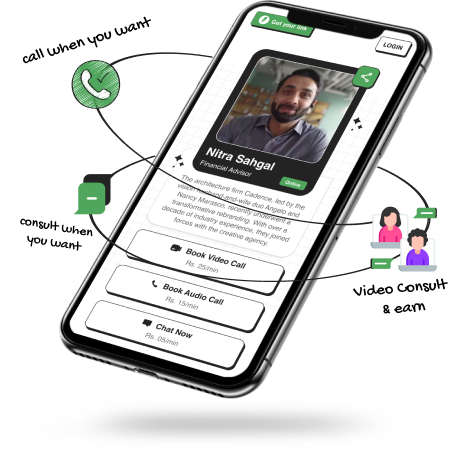 call when you want
Get your link
LOGIN
Nitra Sahgal
Financial Advisor
Online
The architecture firm Cadence, led by the
vision husband-and-wife duo Angelo and
Nancy Marasco, recently underwent a
transformative rebranding. With over a
decade of industry experience, they joined
forces with the creative agency.
consult when
you want
Book Video Call
Rs. 25/min
Book Audio Call
Rs. 15/min
Chat Now
Rs. 05/min
Video Consult
& earn